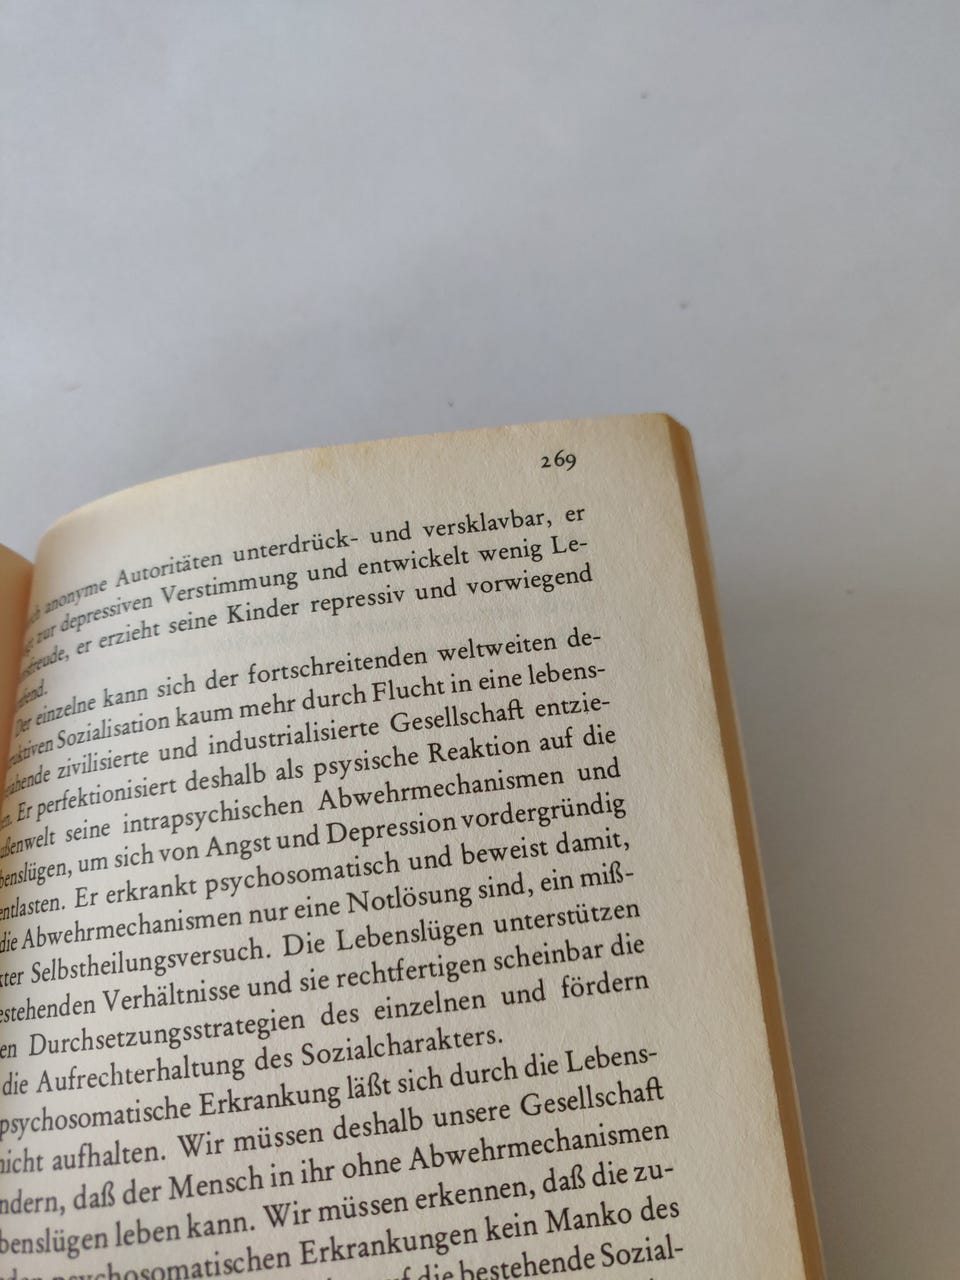 269
anonyme Autoritäten unterdrück- und versklavbar, er
zur depressiven Verstimmung und entwickelt wenig Le-
er erzieht seine Kinder repressiv und vorwiegend
Der einzelne kann sich der fortschreitenden weltweiten de-
Sozialisation kaum mehr durch Flucht in eine lebens-
zivilisierte und industrialisierte Gesellschaft entzie-
Er perfektionisiert deshalb als psysische Reaktion auf die
seine intrapsychischen Abwehrmechanismen und
um sich von Angst und Depression vordergründig
entlasten. Er erkrankt psychosomatisch und beweist damit,
die Abwehrmechanismen nur eine Notlösung sind, ein miß-
Selbstheilungsversuch. Die Lebenslügen unterstützen
Verhältnisse und sie rechtfertigen scheinbar die
Durchsetzungsstrategien des einzelnen und fördern
die Aufrechterhaltung des Sozialcharakters.
psychosomatische Erkrankung läßt sich durch die Lebens-
nicht aufhalten. Wir müssen deshalb unsere Gesellschaft
daß der Mensch in ihr ohne Abwehrmechanismen
leben kann. Wir müssen erkennen, daß die zu-
psychosomatischen Erkrankungen kein Manko des
auf die bestehende Sozial-